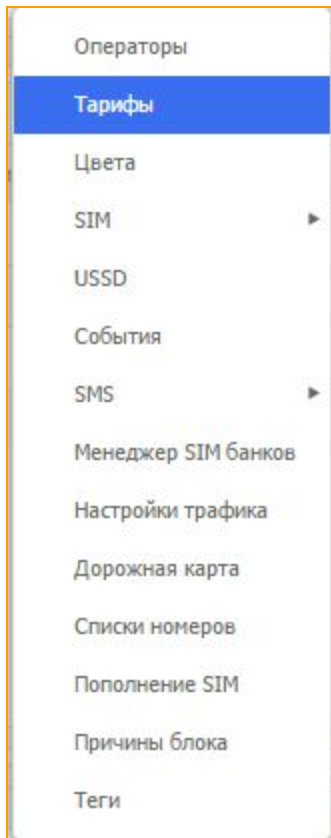 Операторы
Тарифы
Цвета
SIM
USSD
События
SMS
Менеджер SIM банков
Настройки трафика
Дорожная карта
Списки номеров
Пополнение SIM
Причины блока
Теги